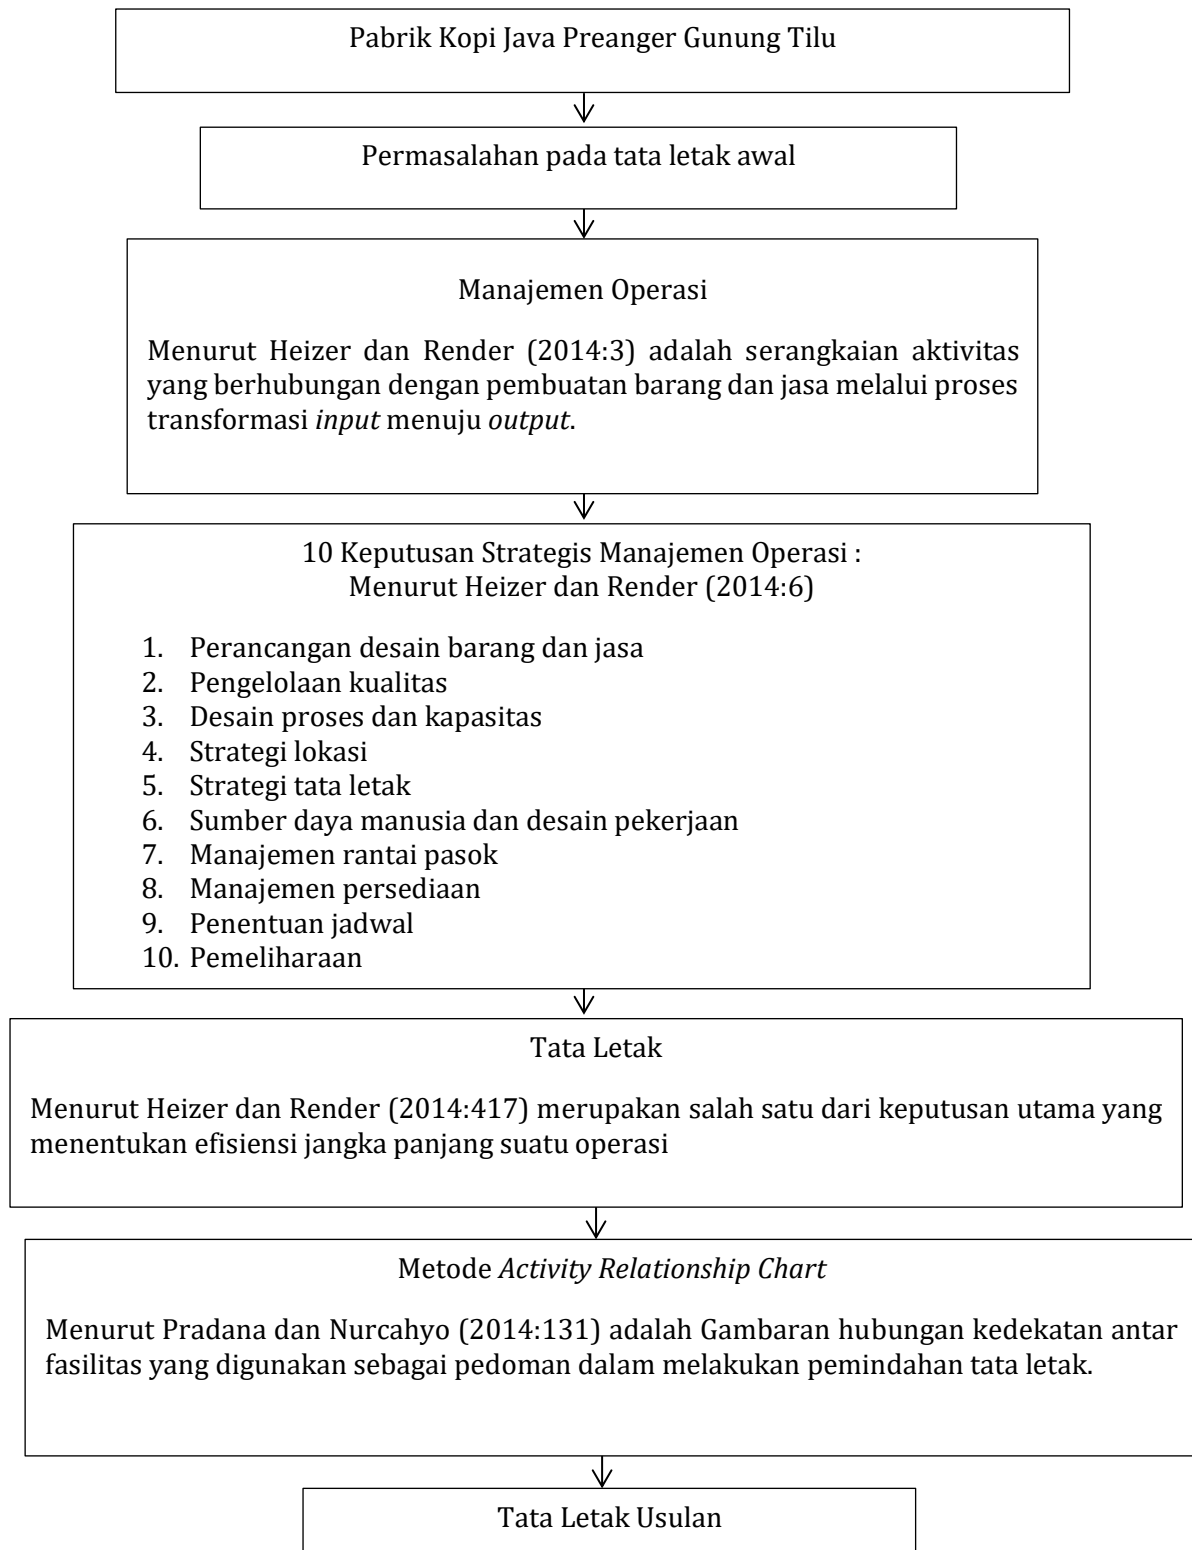 Pabrik Kopi Java Preanger Gunung Tilu
Permasalahan pada tata letak awal
Manajemen Operasi
Menurut Heizer dan Render (2014:3) adalah serangkaian aktivitas
yang berhubungan dengan pembuatan barang dan jasa melalui proses
transformasi input menuju output.
10 Keputusan Strategis Manajemen Operasi :
Menurut Heizer dan Render (2014:6)
1. Perancangan desain barang dan jasa
2. Pengelolaan kualitas
3. Desain proses dan kapasitas
4. Strategi lokasi
5. Strategi tata letak
6. Sumber daya manusia dan desain pekerjaan
7. Manajemen rantai pasok
8. Manajemen persediaan
9. Penentuan jadwal
10. Pemeliharaan
Tata Letak
Menurut Heizer dan Render (2014:417) merupakan salah satu dari keputusan utama yang
menentukan efisiensi jangka panjang suatu operasi
Metode Activity Relationship Chart
Menurut Pradana dan Nurcahyo (2014:131) adalah Gambaran hubungan kedekatan antar
fasilitas yang digunakan sebagai pedoman dalam melakukan pemindahan tata letak.
Tata Letak Usulan